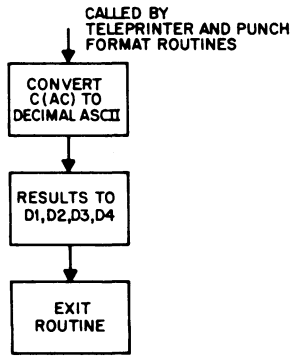 CALLED BY
TELEPRINTER AND PUNCH
FORMAT ROUTINES
CONVERT
C(AC) TO
DECIMAL ASCII
RESULTS TO
D1,D2,D3,D4
EXIT
ROUTINE